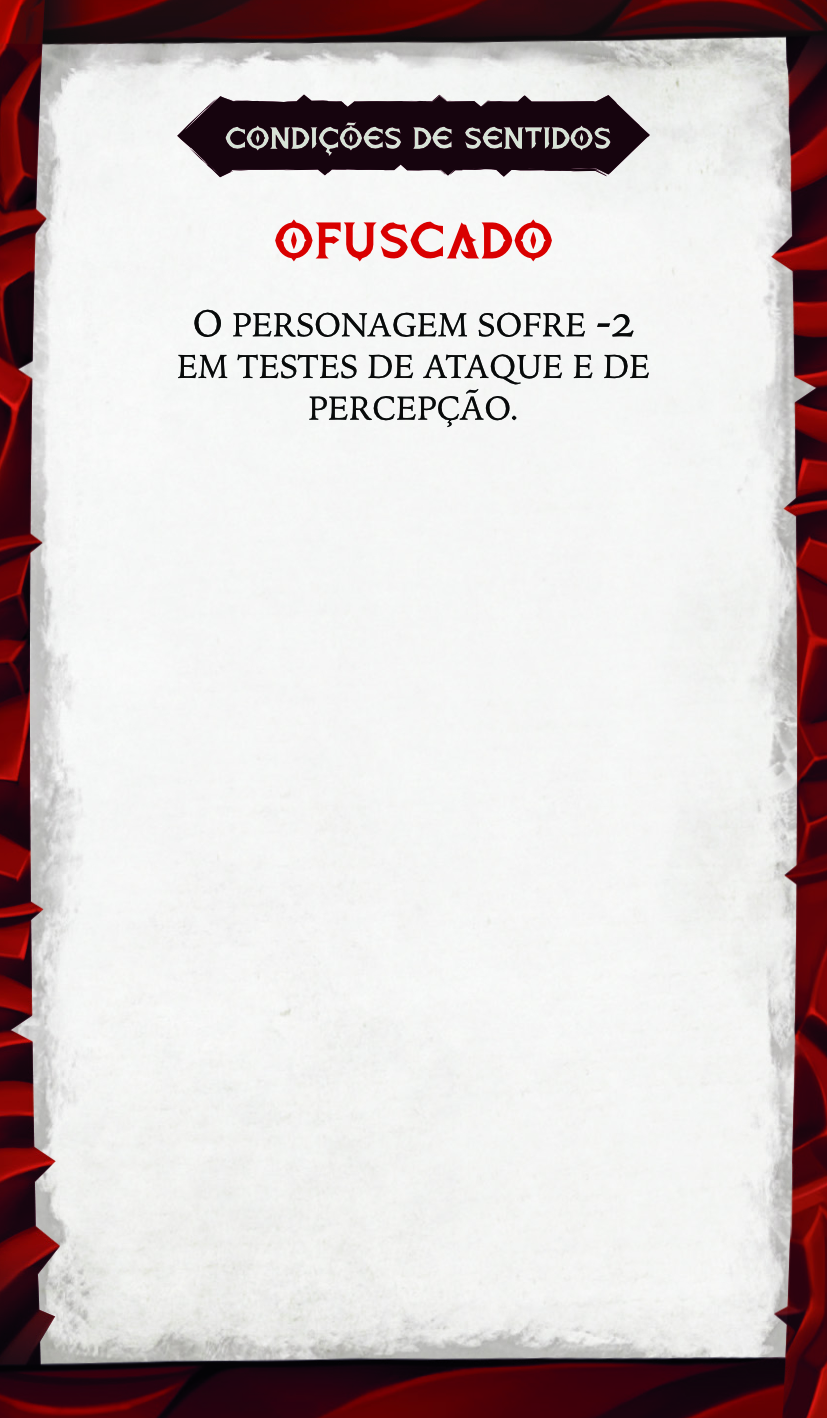 CONDIÇÕES DE SENTIDOS
OFUSCADO
O PERSONAGEM SOFRE -2
EM TESTES DE ATAQUE E DE
PERCEPÇÃO.